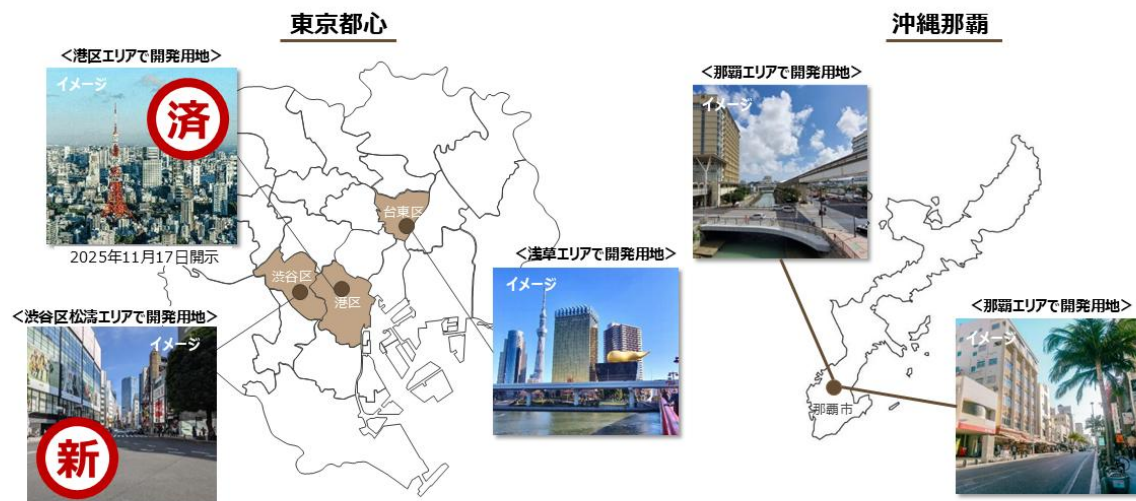 東京都心
<港区エリアで開発用地>
イメージ
済
2025年11月17日開示
台東区
渋谷区
港区
<浅草エリアで開発用地>
イメージ
<渋谷区松濤エリアで開発用地>
イメージ
新
沖縄那覇
<那覇エリアで開発用地>
イメージ
<那覇エリアで開発用地>
イメージ
那覇市